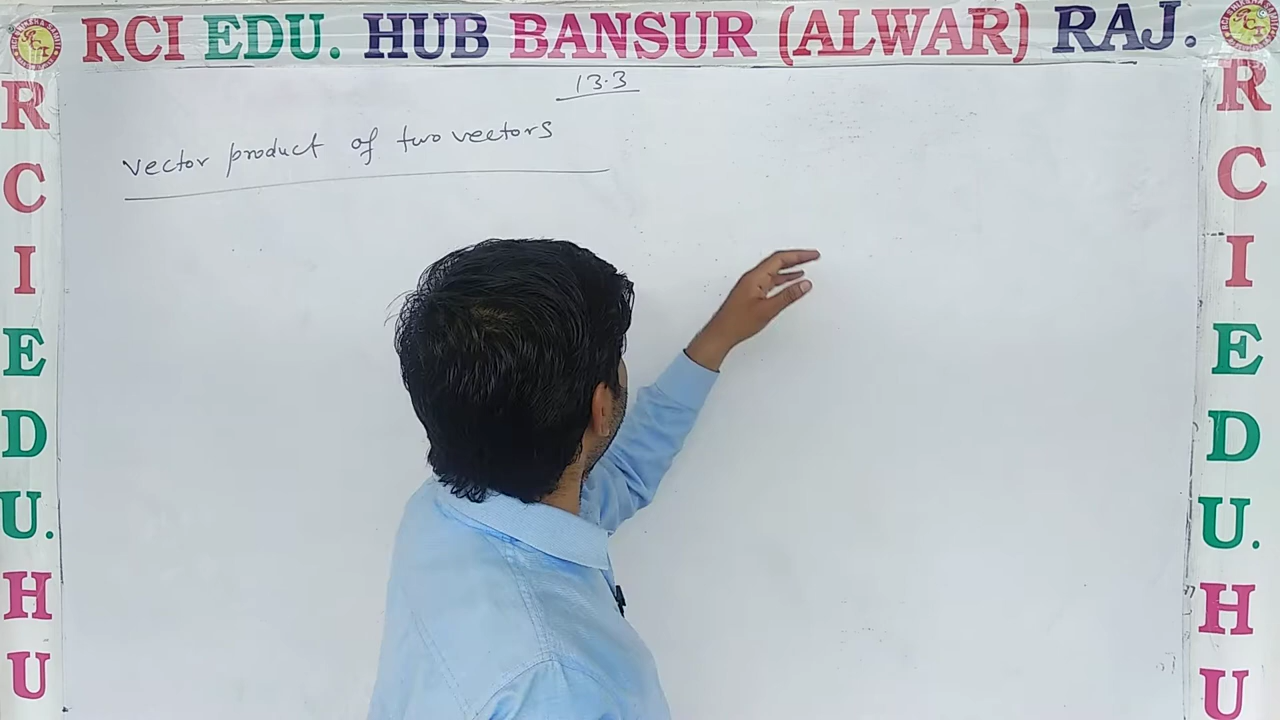 RCI EDU. HUB BANSUR (ALWAR) RAJ.
13.3
Vector product of two vectors
R
C
I
E
D
U.
H
U
R
C
I
E
D
U.
H
U